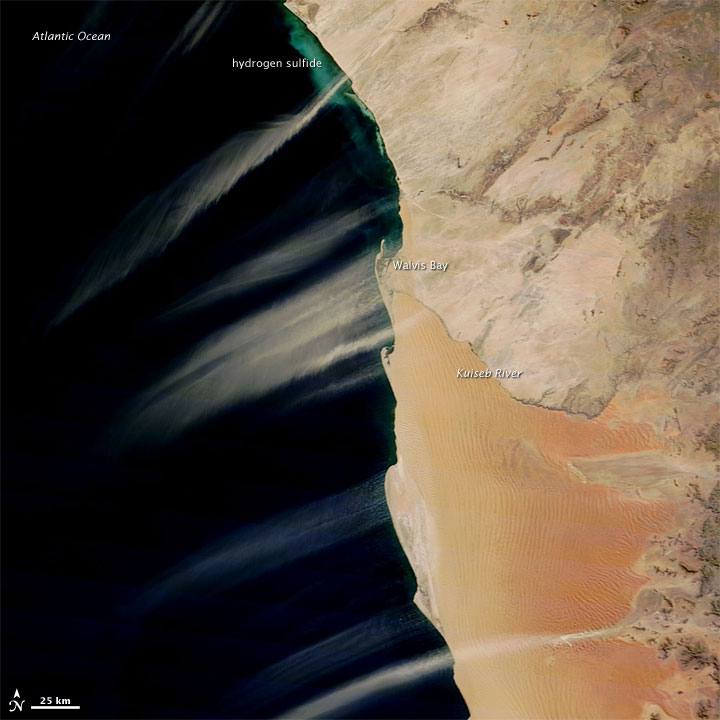 Atlantic Ocean
hydrogen sulfide
Walvis Bay
Kuiseb River
N
25 km